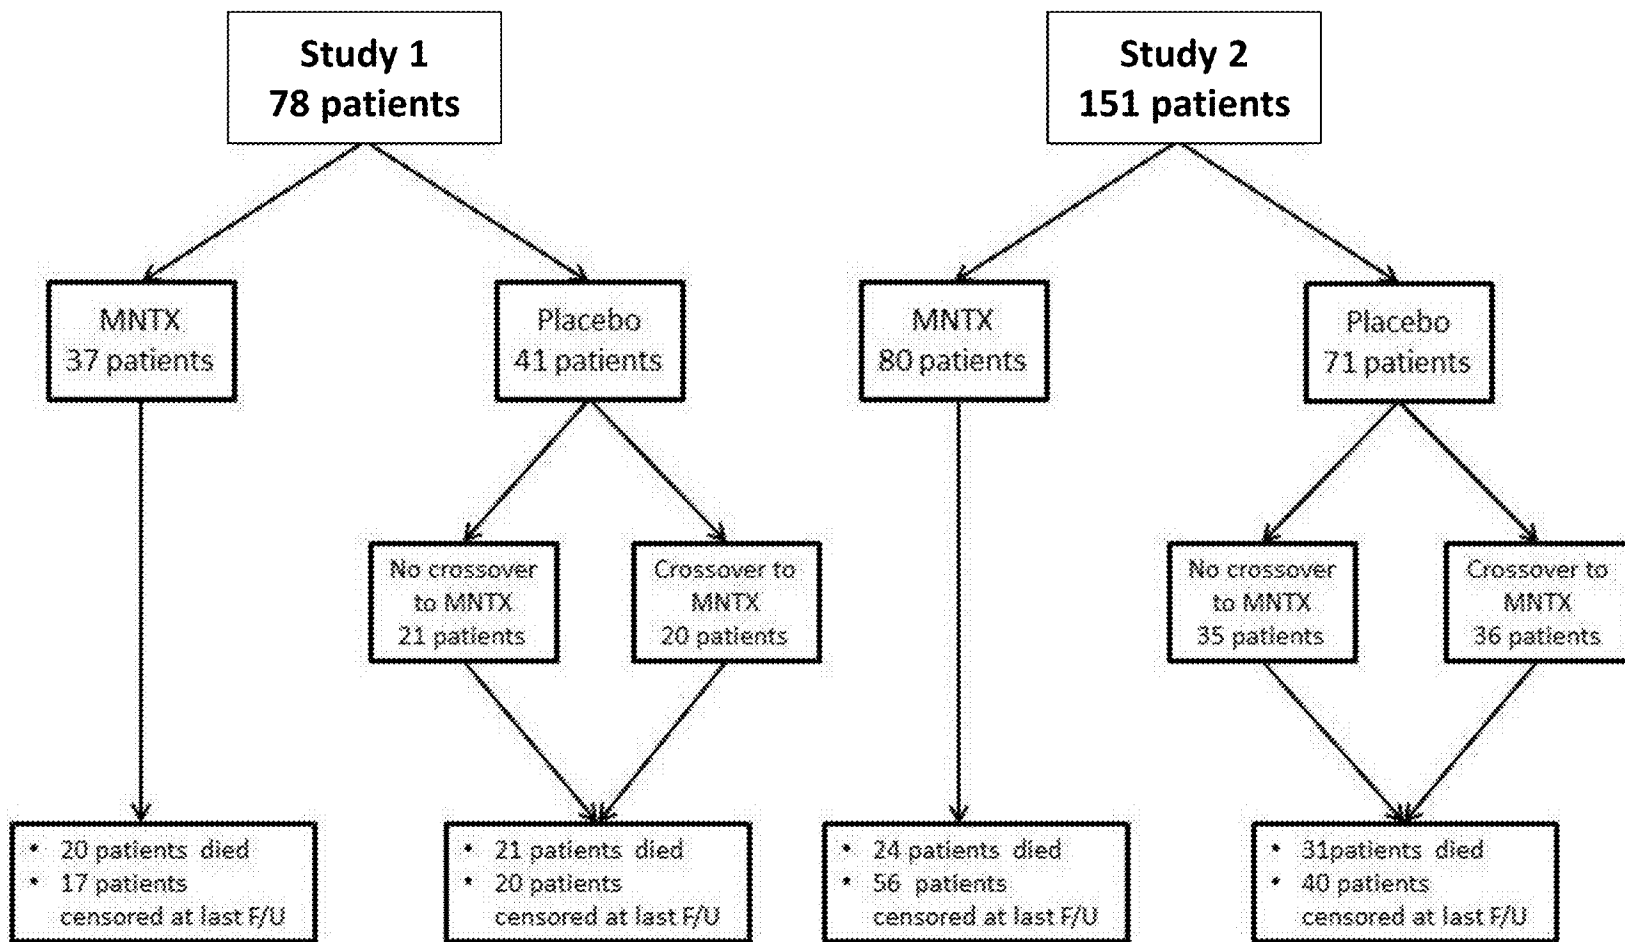 Study 1
78 patients
Study 2
151 patients
MNTX
37 patients
Placebo
41 patients
MNTX
80 patients
Placebo
71 patients
No crossover
to MNTX
21 patients
Crossover to
MNTX
20 patients
No crossover
to MNTX
35 patients
Crossover to
MNTX
36 patients
• 20 patients died
• 17 patients
censored at last F/U
• 21 patients died
• 20 patients
censored at last F/U
• 24 patients died
• 56 patients
censored at last F/U
• 31patients died
• 40 patients
censored at last F/U